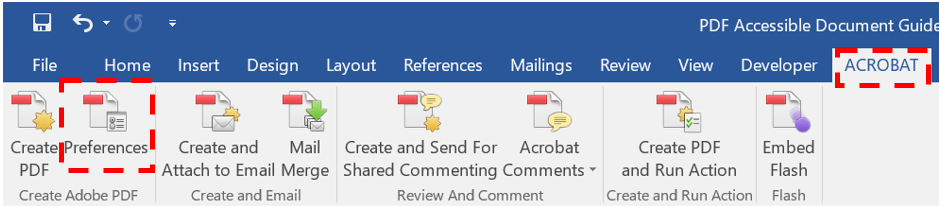 PDF Accessible Document Guide
File Home Insert Design Layout References Mailings Review View Developer ACROBAT
Create PDF
Preferences
Create and Attach to Email
Mail Merge
Create and Send For Shared Commenting
Acrobat Comments
Create PDF and Run Action
Embed Flash
Create Adobe PDF
Create and Email
Review And Comment
Create and Run Action
Flash